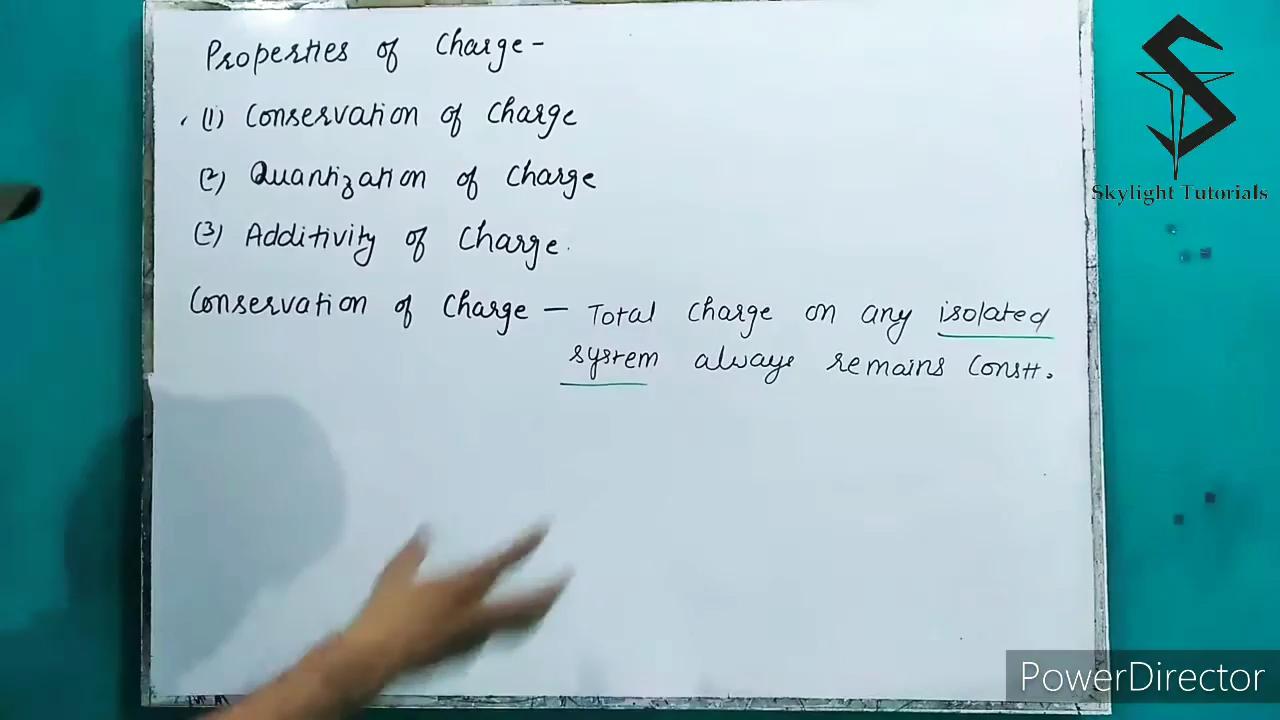 Properties of Charge-
(1) Conservation of Charge
(2) Quantization of Charge
(3) Additivity of Charge.
Conservation of Charge — Total charge on any isolated
system always remains Constt.
Skylight Tutorials
PowerDirector